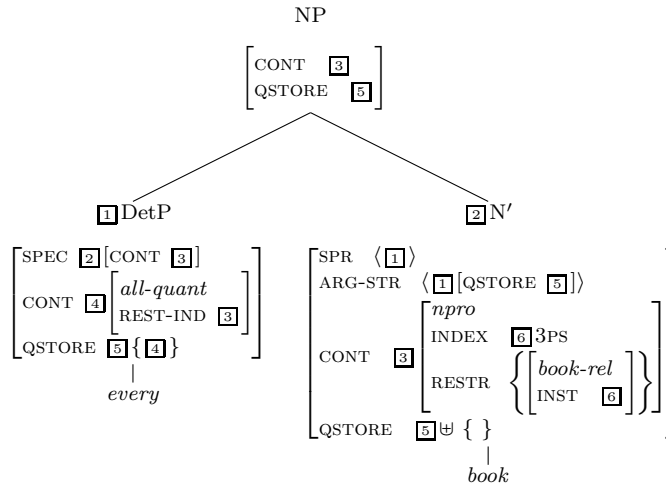 NP
CONT 3
QSTORE 5
1 DetP
2 N′
SPEC 2 [CONT 3]
CONT 4
all-quant
REST-IND 3
QSTORE 5 { 4 }
every
SPR ⟨ 1 ⟩
ARG-STR ⟨ 1 [QSTORE 5 ]⟩
CONT 3
npro
INDEX 6 3PS
RESTR
book-rel
INST 6
QSTORE 5 ⊎ { }
book